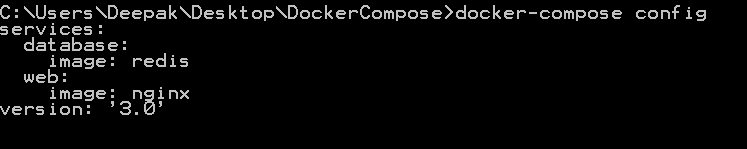 C:\Users\Deepak\Desktop\DockerCompose>docker-compose config
services:
  database:
    image: redis
  web:
    image: nginx
version: '3.0'